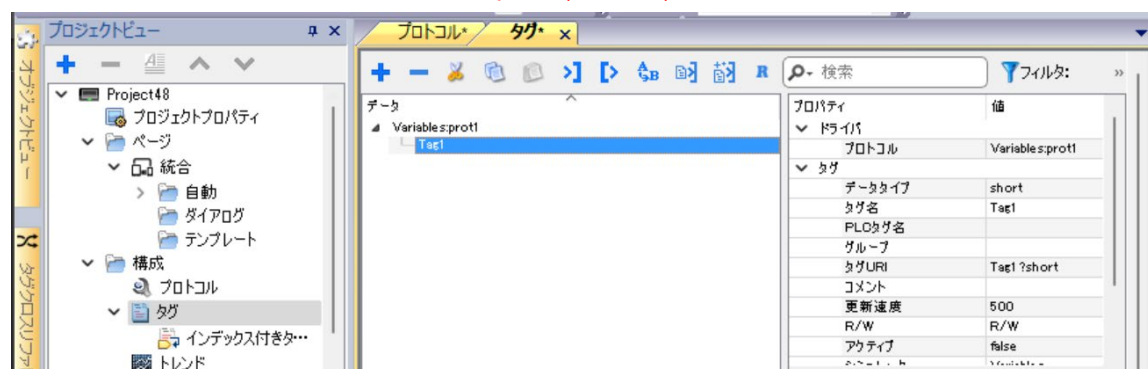 プロジェクトビュー
Project48
プロジェクトプロパティ
ページ
統合
自動
ダイアログ
テンプレート
構成
プロトコル
タグ
インデックス付きタ…
トレンド
オブジェクトビュー
タグクロスリファ
プロトコル*
タグ*
検索
フィルタ:
データ
Variables:prot1
Tag1
プロパティ 値
ドライバ
プロトコル Variables:prot1
タグ
データタイプ short
タグ名 Tag1
PLCタグ名
グループ
タグURI Tag1?short
コメント
更新速度 500
R/W R/W
アクティブ false